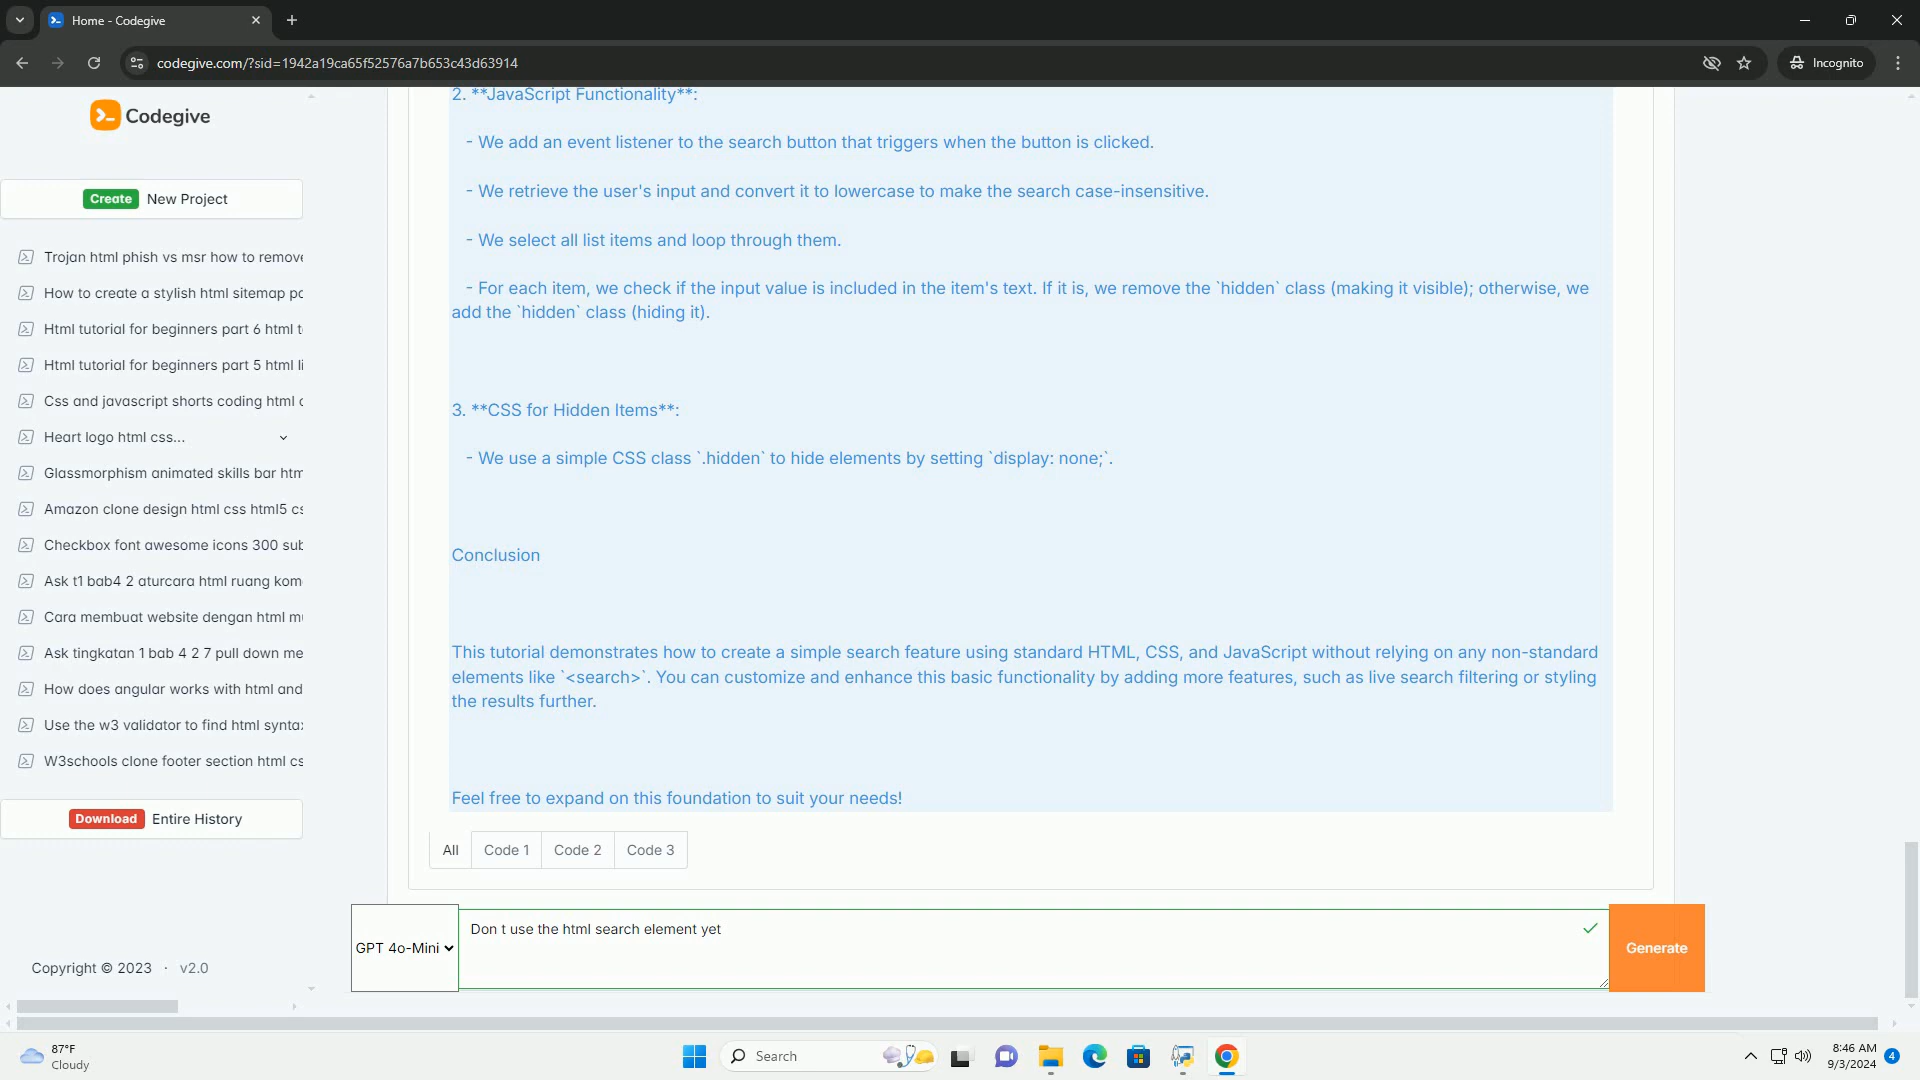 Home - Codegive
codegive.com/?sid=1942a19ca65f52576a7b653c43d63914
Incognito
Codegive
Create New Project
Trojan html phish vs msr how to remove
How to create a stylish html sitemap pa
Html tutorial for beginners part 6 html t
Html tutorial for beginners part 5 html li
Css and javascript shorts coding html c
Heart logo html css...
Glassmorphism animated skills bar htm
Amazon clone design html css html5 cs
Checkbox font awesome icons 300 sub
Ask t1 bab4 2 aturcara html ruang kom
Cara membuat website dengan html mu
Ask tingkatan 1 bab 4 2 7 pull down me
How does angular works with html and
Use the w3 validator to find html synta
W3schools clone footer section html cs
Download Entire History
Copyright © 2023 · v2.0
2. **JavaScript Functionality**:
- We add an event listener to the search button that triggers when the button is clicked.
- We retrieve the user's input and convert it to lowercase to make the search case-insensitive.
- We select all list items and loop through them.
- For each item, we check if the input value is included in the item's text. If it is, we remove the `hidden` class (making it visible); otherwise, we
add the `hidden` class (hiding it).
3. **CSS for Hidden Items**:
- We use a simple CSS class `.hidden` to hide elements by setting `display: none;`.
Conclusion
This tutorial demonstrates how to create a simple search feature using standard HTML, CSS, and JavaScript without relying on any non-standard
elements like `<search>`. You can customize and enhance this basic functionality by adding more features, such as live search filtering or styling
the results further.
Feel free to expand on this foundation to suit your needs!
All Code 1 Code 2 Code 3
GPT 4o-Mini
Don t use the html search element yet
Generate
87°F
Cloudy
Search
8:46 AM
9/3/2024
4